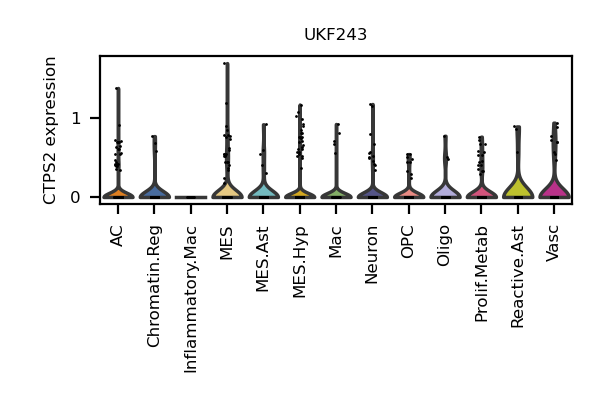 UKF243
CTPS2 expression
1
0
AC
Chromatin.Reg
Inflammatory.Mac
MES
MES.Ast
MES.Hyp
Mac
Neuron
OPC
Oligo
Prolif.Metab
Reactive.Ast
Vasc